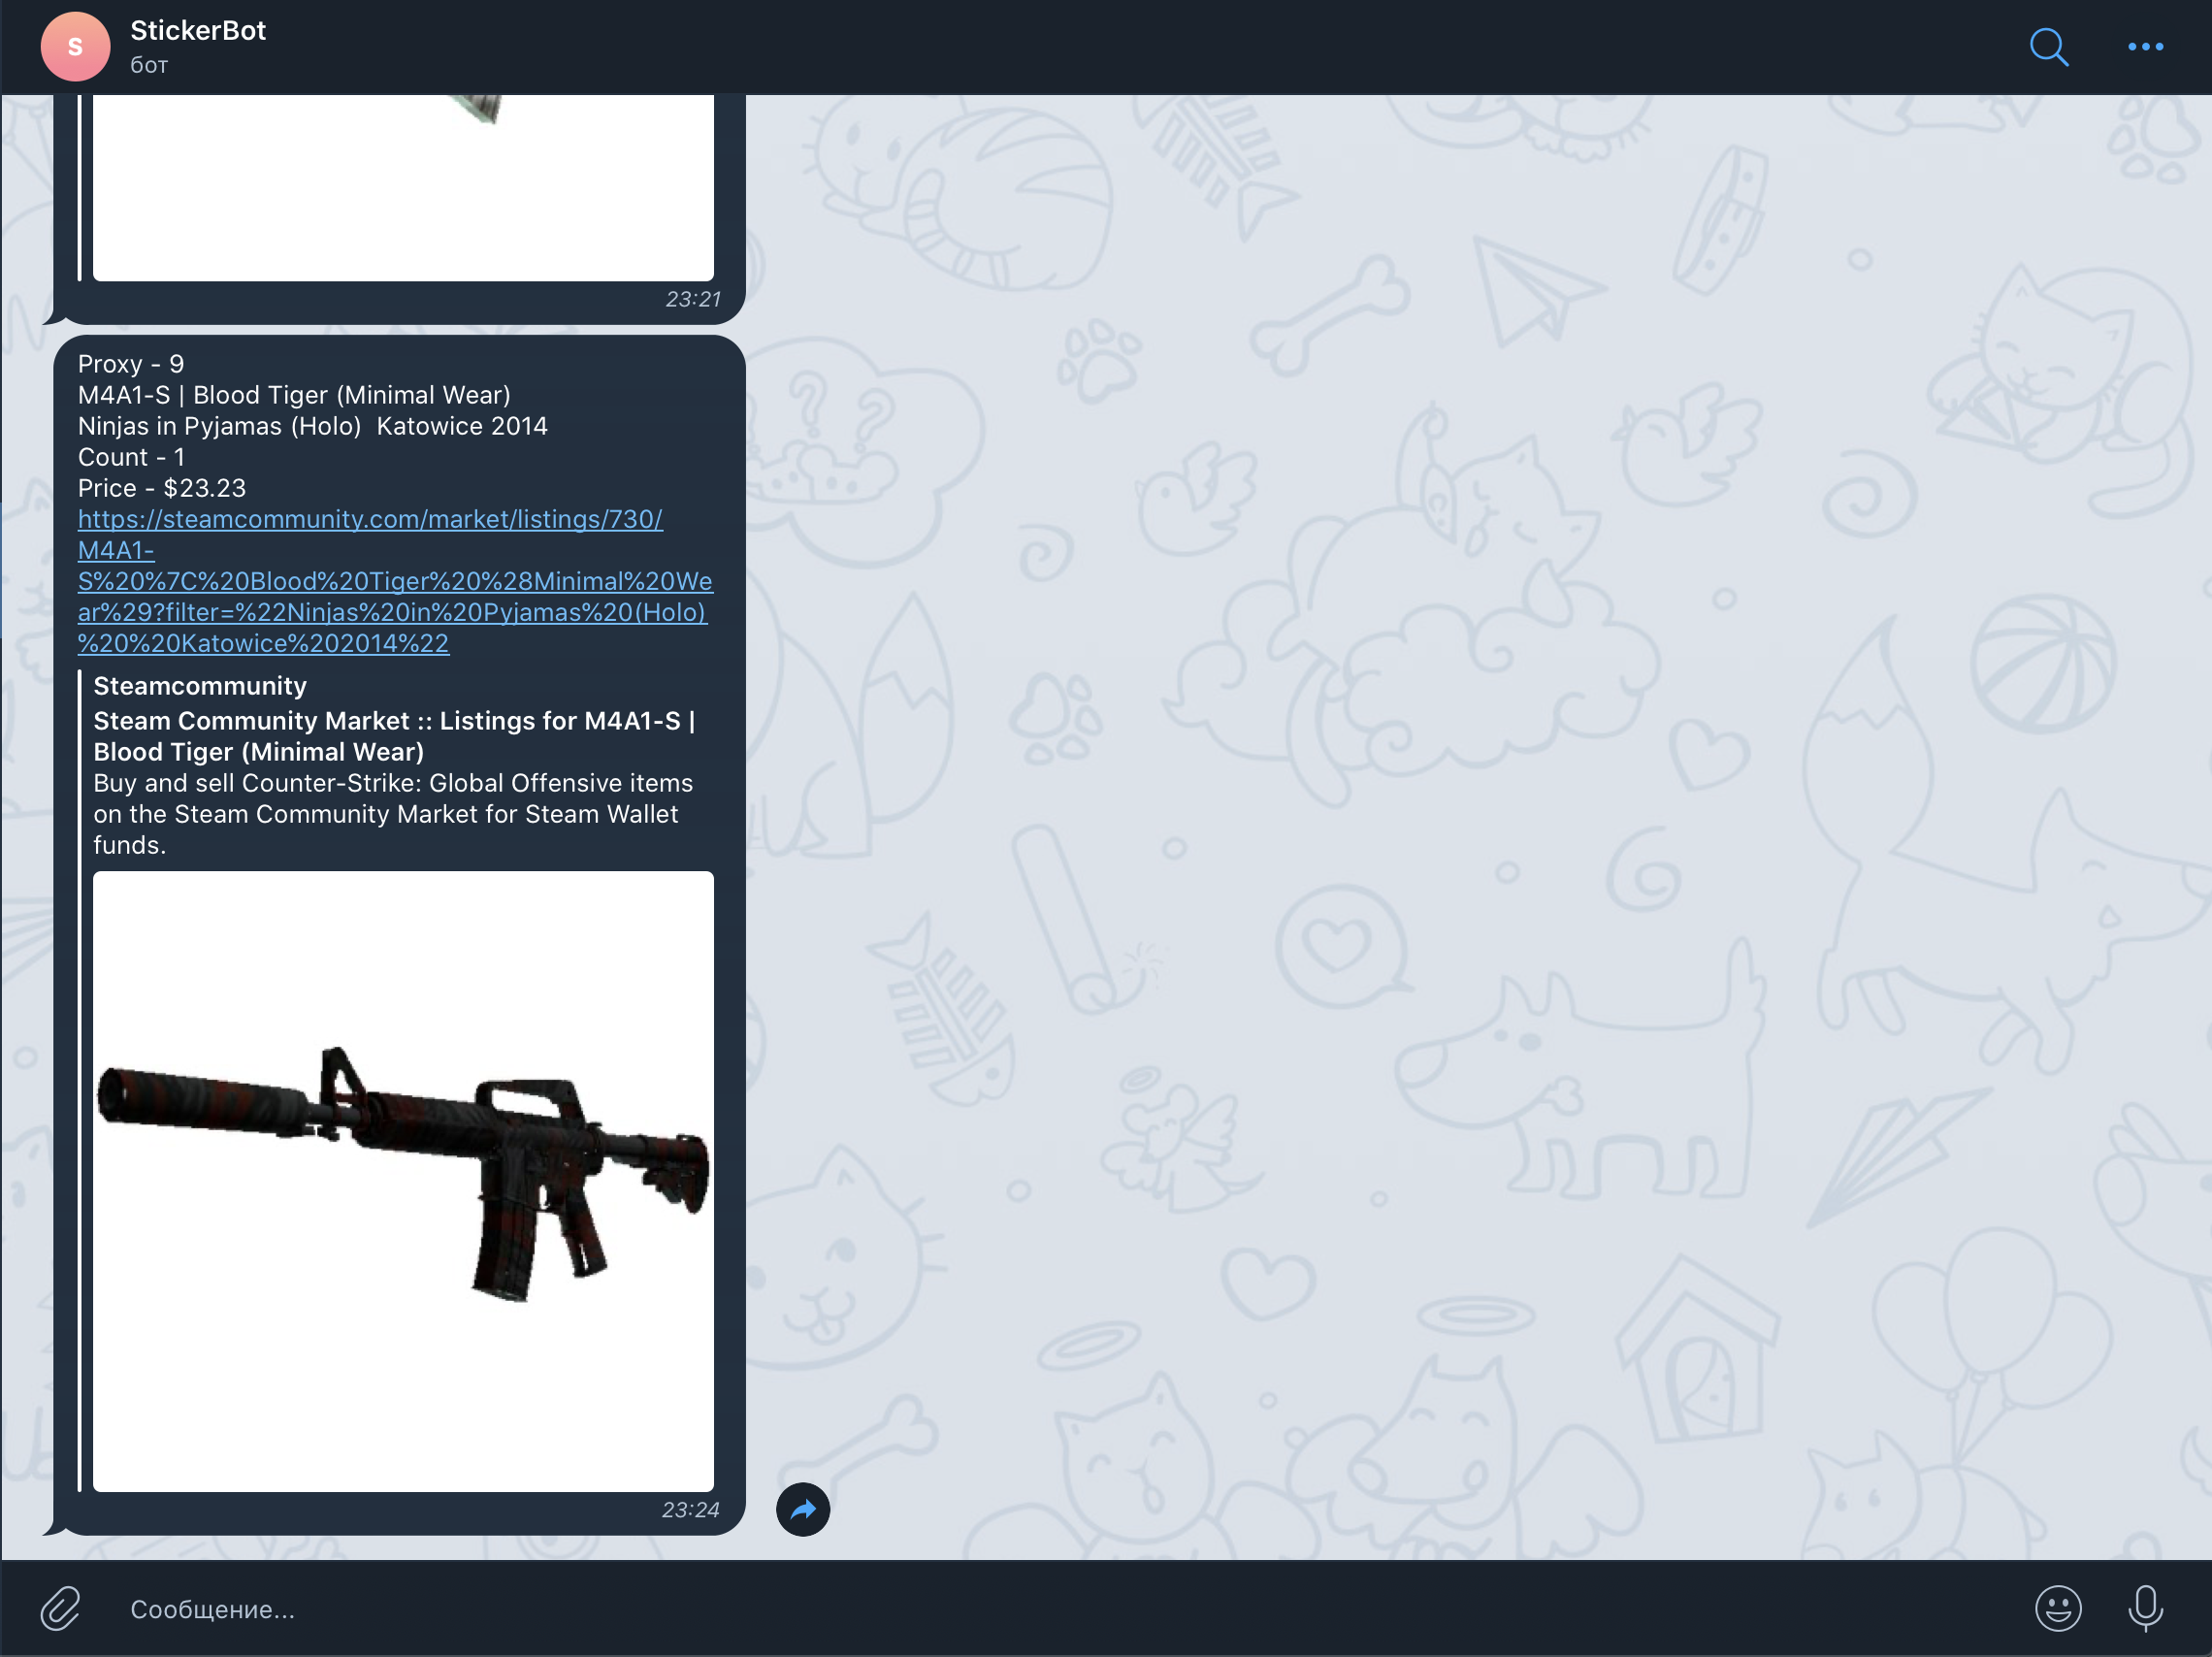 S
StickerBot
бот
23:21
Proxy - 9
M4A1-S | Blood Tiger (Minimal Wear)
Ninjas in Pyjamas (Holo)  Katowice 2014
Count - 1
Price - $23.23
https://steamcommunity.com/market/listings/730/
M4A1-
S%20%7C%20Blood%20Tiger%20%28Minimal%20We
ar%29?filter=%22Ninjas%20in%20Pyjamas%20(Holo)
%20%20Katowice%202014%22
Steamcommunity
Steam Community Market :: Listings for M4A1-S |
Blood Tiger (Minimal Wear)
Buy and sell Counter-Strike: Global Offensive items
on the Steam Community Market for Steam Wallet
funds.
23:24
Сообщение...